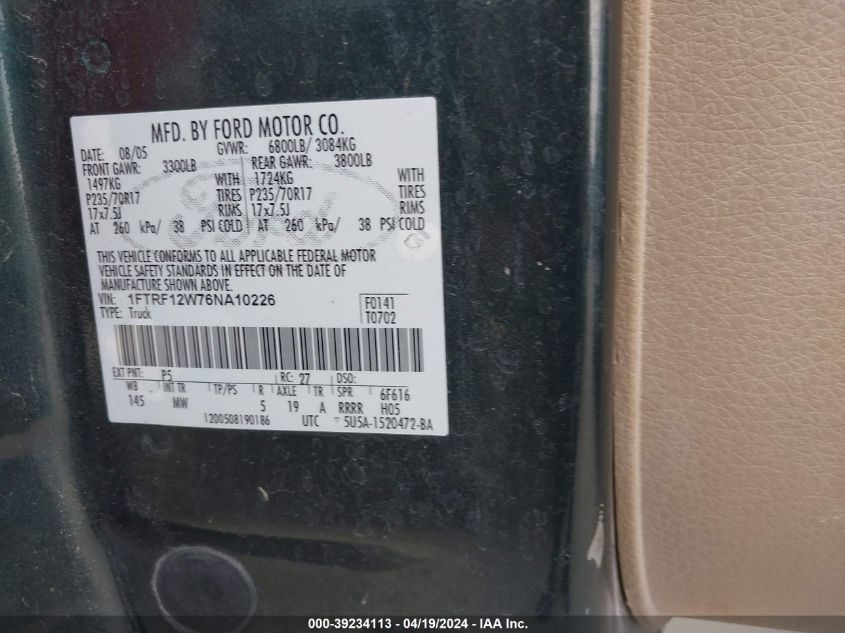 MFD. BY FORD MOTOR CO.
DATE: 08/05 GVWR: 6800LB/ 3084KG
FRONT GAWR: 3300LB REAR GAWR: 3800LB
1497KG WITH 1724KG WITH
P235/70R17 TIRES P235/70R17 TIRES
17x7.5J RIMS 17x7.5J RIMS
AT 260 kPa/ 38 PSI COLD AT 260 kPa/ 38 PSI COLD
THIS VEHICLE CONFORMS TO ALL APPLICABLE FEDERAL MOTOR
VEHICLE SAFETY STANDARDS IN EFFECT ON THE DATE OF
MANUFACTURE SHOWN ABOVE.
VIN: 1FTRF12W76NA10226 F0141
TYPE: Truck T0702
EXT PNT: P5 RC: 27 DSO:
WB INT TR TP/PS R AXLE TR SPR 6F616
145 MW 5 19 A RRRR H05
1200508190186 UTC 5U5A-1520472-BA
000-39234113 - 04/19/2024 - IAA Inc.